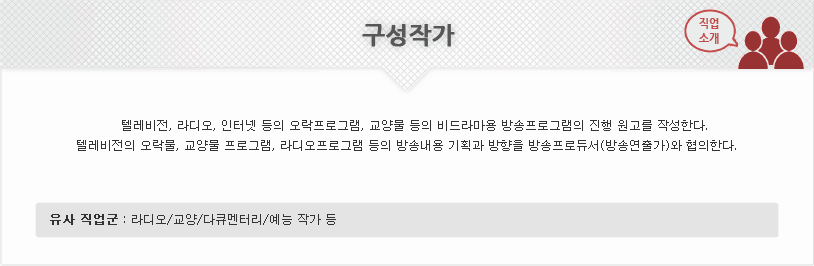 구성작가
직업
소개
텔레비전, 라디오, 인터넷 등의 오락프로그램, 교양물 등의 비드라마용 방송프로그램의 진행 원고를 작성한다.
텔레비전의 오락물, 교양물 프로그램, 라디오프로그램 등의 방송내용 기획과 방향을 방송프로듀서(방송연출가)와 협의한다.
유사 직업군 : 라디오/교양/다큐멘터리/예능 작가 등